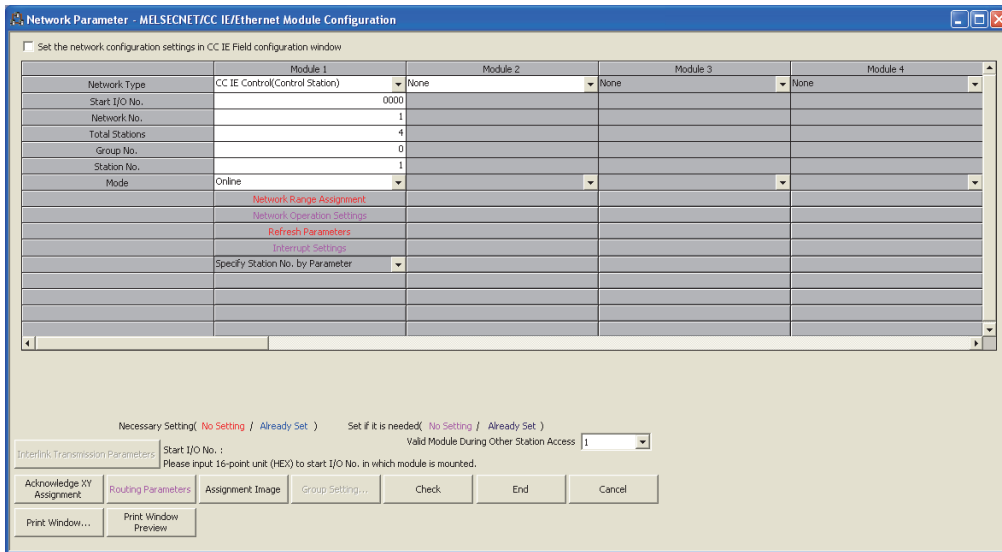 Network Parameter - MELSECNET/CC IE/Ethernet Module Configuration
Set the network configuration settings in CC IE Field configuration window
Module 1 Module 2 Module 3 Module 4
Network Type CC IE Control(Control Station) None None None
Start I/O No. 0000
Network No. 1
Total Stations 4
Group No. 0
Station No. 1
Mode Online
Network Range Assignment
Network Operation Settings
Refresh Parameters
Interrupt Settings
Specify Station No. by Parameter
Necessary Setting( No Setting / Already Set ) Set if it is needed( No Setting / Already Set )
Valid Module During Other Station Access 1
Interlink Transmission Parameters
Start I/O No. :
Please input 16-point unit (HEX) to start I/O No. in which module is mounted.
Acknowledge XY Assignment
Routing Parameters
Assignment Image
Group Setting...
Check
End
Cancel
Print Window...
Print Window Preview